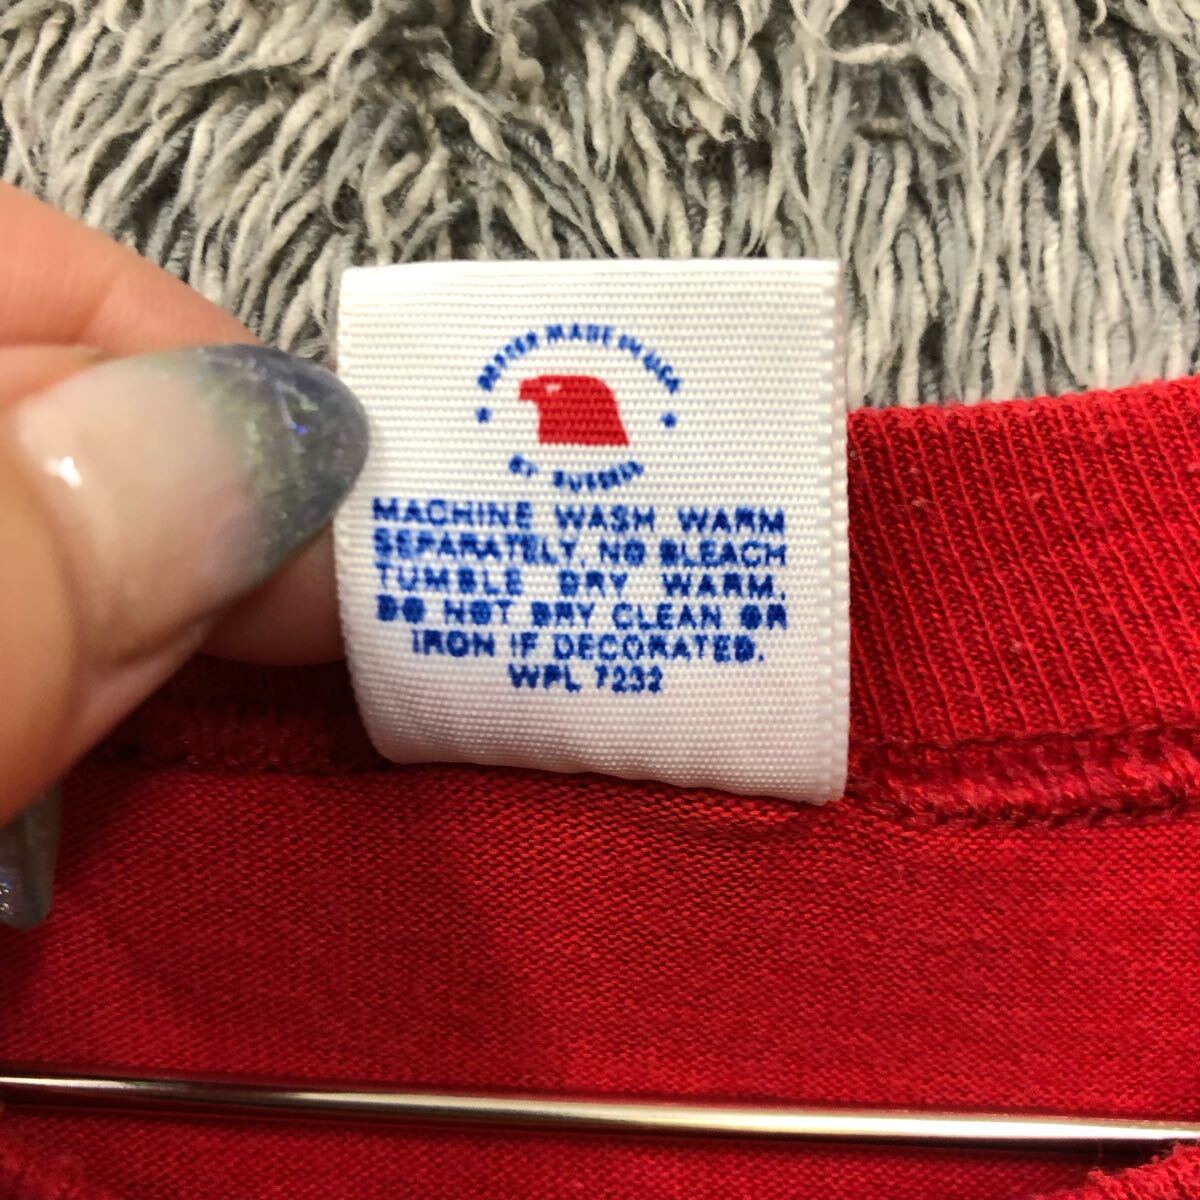 ★ BETTER MADE IN USA ★
BY RUSSELL
MACHINE WASH WARM
SEPARATELY, NO BLEACH
TUMBLE DRY WARM.
DO NOT DRY CLEAN OR
IRON IF DECORATED.
WPL 7232